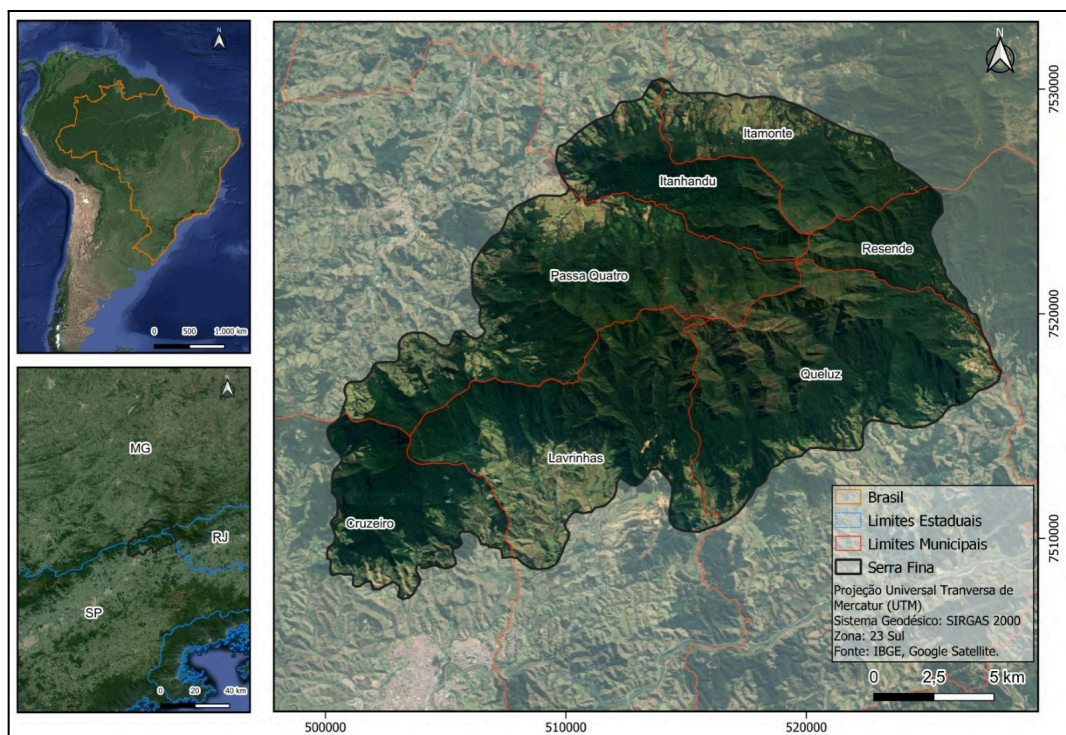 N
0 500 1.000 km
N
MG
RJ
SP
0 20 40 km
N
Itamonte
Itanhandu
Resende
Passa Quatro
Queluz
Lavrinhas
Cruzeiro
7530000
7520000
7510000
500000 510000 520000
Brasil
Limites Estaduais
Limites Municipais
Serra Fina
Projeção Universal Tranversa de
Mercatur (UTM)
Sistema Geodésico: SIRGAS 2000
Zona: 23 Sul
Fonte: IBGE, Google Satellite.
0 2,5 5 km